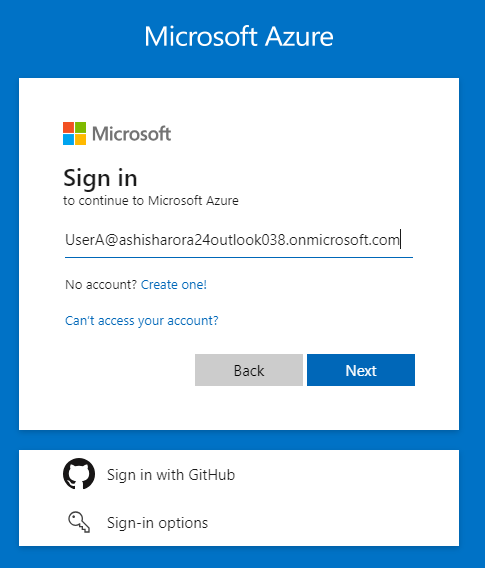 Microsoft Azure
Microsoft
Sign in
to continue to Microsoft Azure
UserA@ashisharora24outlook038.onmicrosoft.com
No account? Create one!
Can't access your account?
Back
Next
Sign in with GitHub
Sign-in options